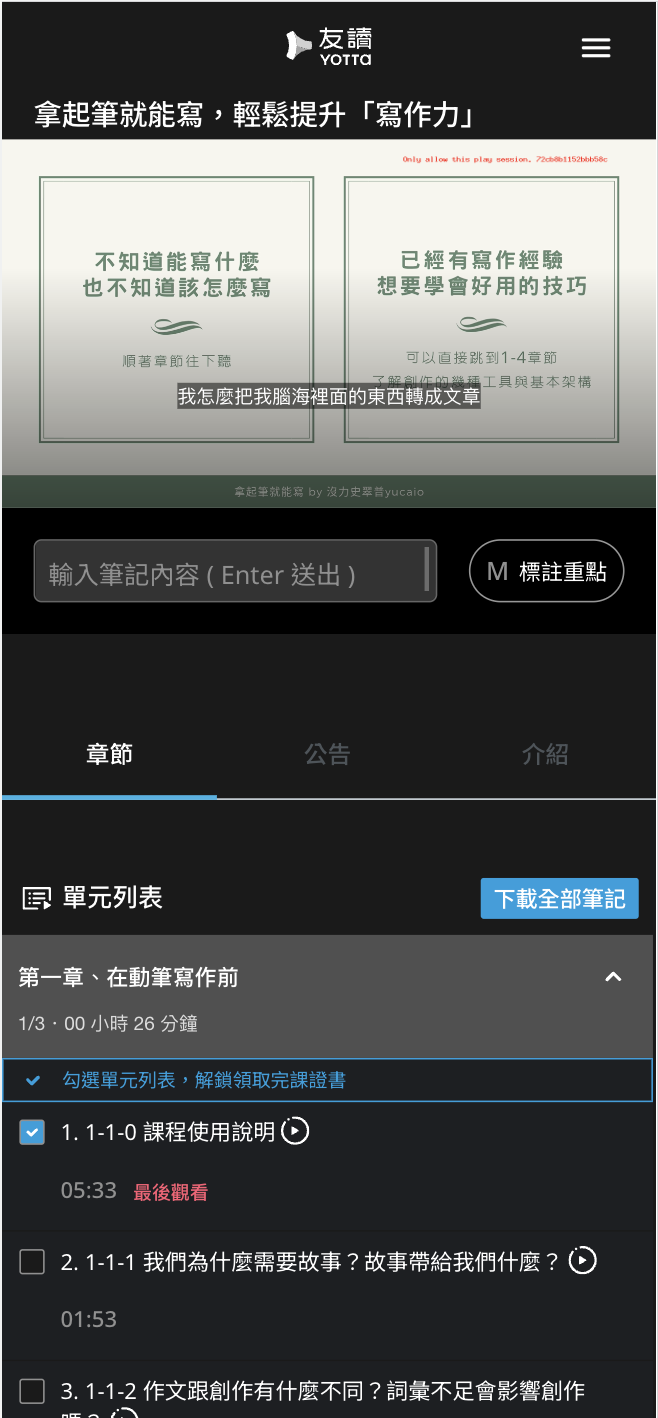 友讀
YOTTA
拿起筆就能寫，輕鬆提升「寫作力」
Only allow this play session, 72cb8b1152bbb58c
不知道能寫什麼
也不知道該怎麼寫
順著章節往下聽
已經有寫作經驗
想要學會好用的技巧
可以直接跳到1-4章節
了解創作的幾種工具與基本架構
我怎麼把我腦海裡面的東西轉成文章
拿起筆就能寫 by 沒力史翠普yucaio
輸入筆記內容 ( Enter 送出 )
M 標註重點
章節
公告
介紹
單元列表
下載全部筆記
第一章、在動筆寫作前
1/3・00 小時 26 分鐘
勾選單元列表，解鎖領取完課證書
1. 1-1-0 課程使用說明
05:33 最後觀看
2. 1-1-1 我們為什麼需要故事？故事帶給我們什麼？
01:53
3. 1-1-2 作文跟創作有什麼不同？詞彙不足會影響創作
嗎？